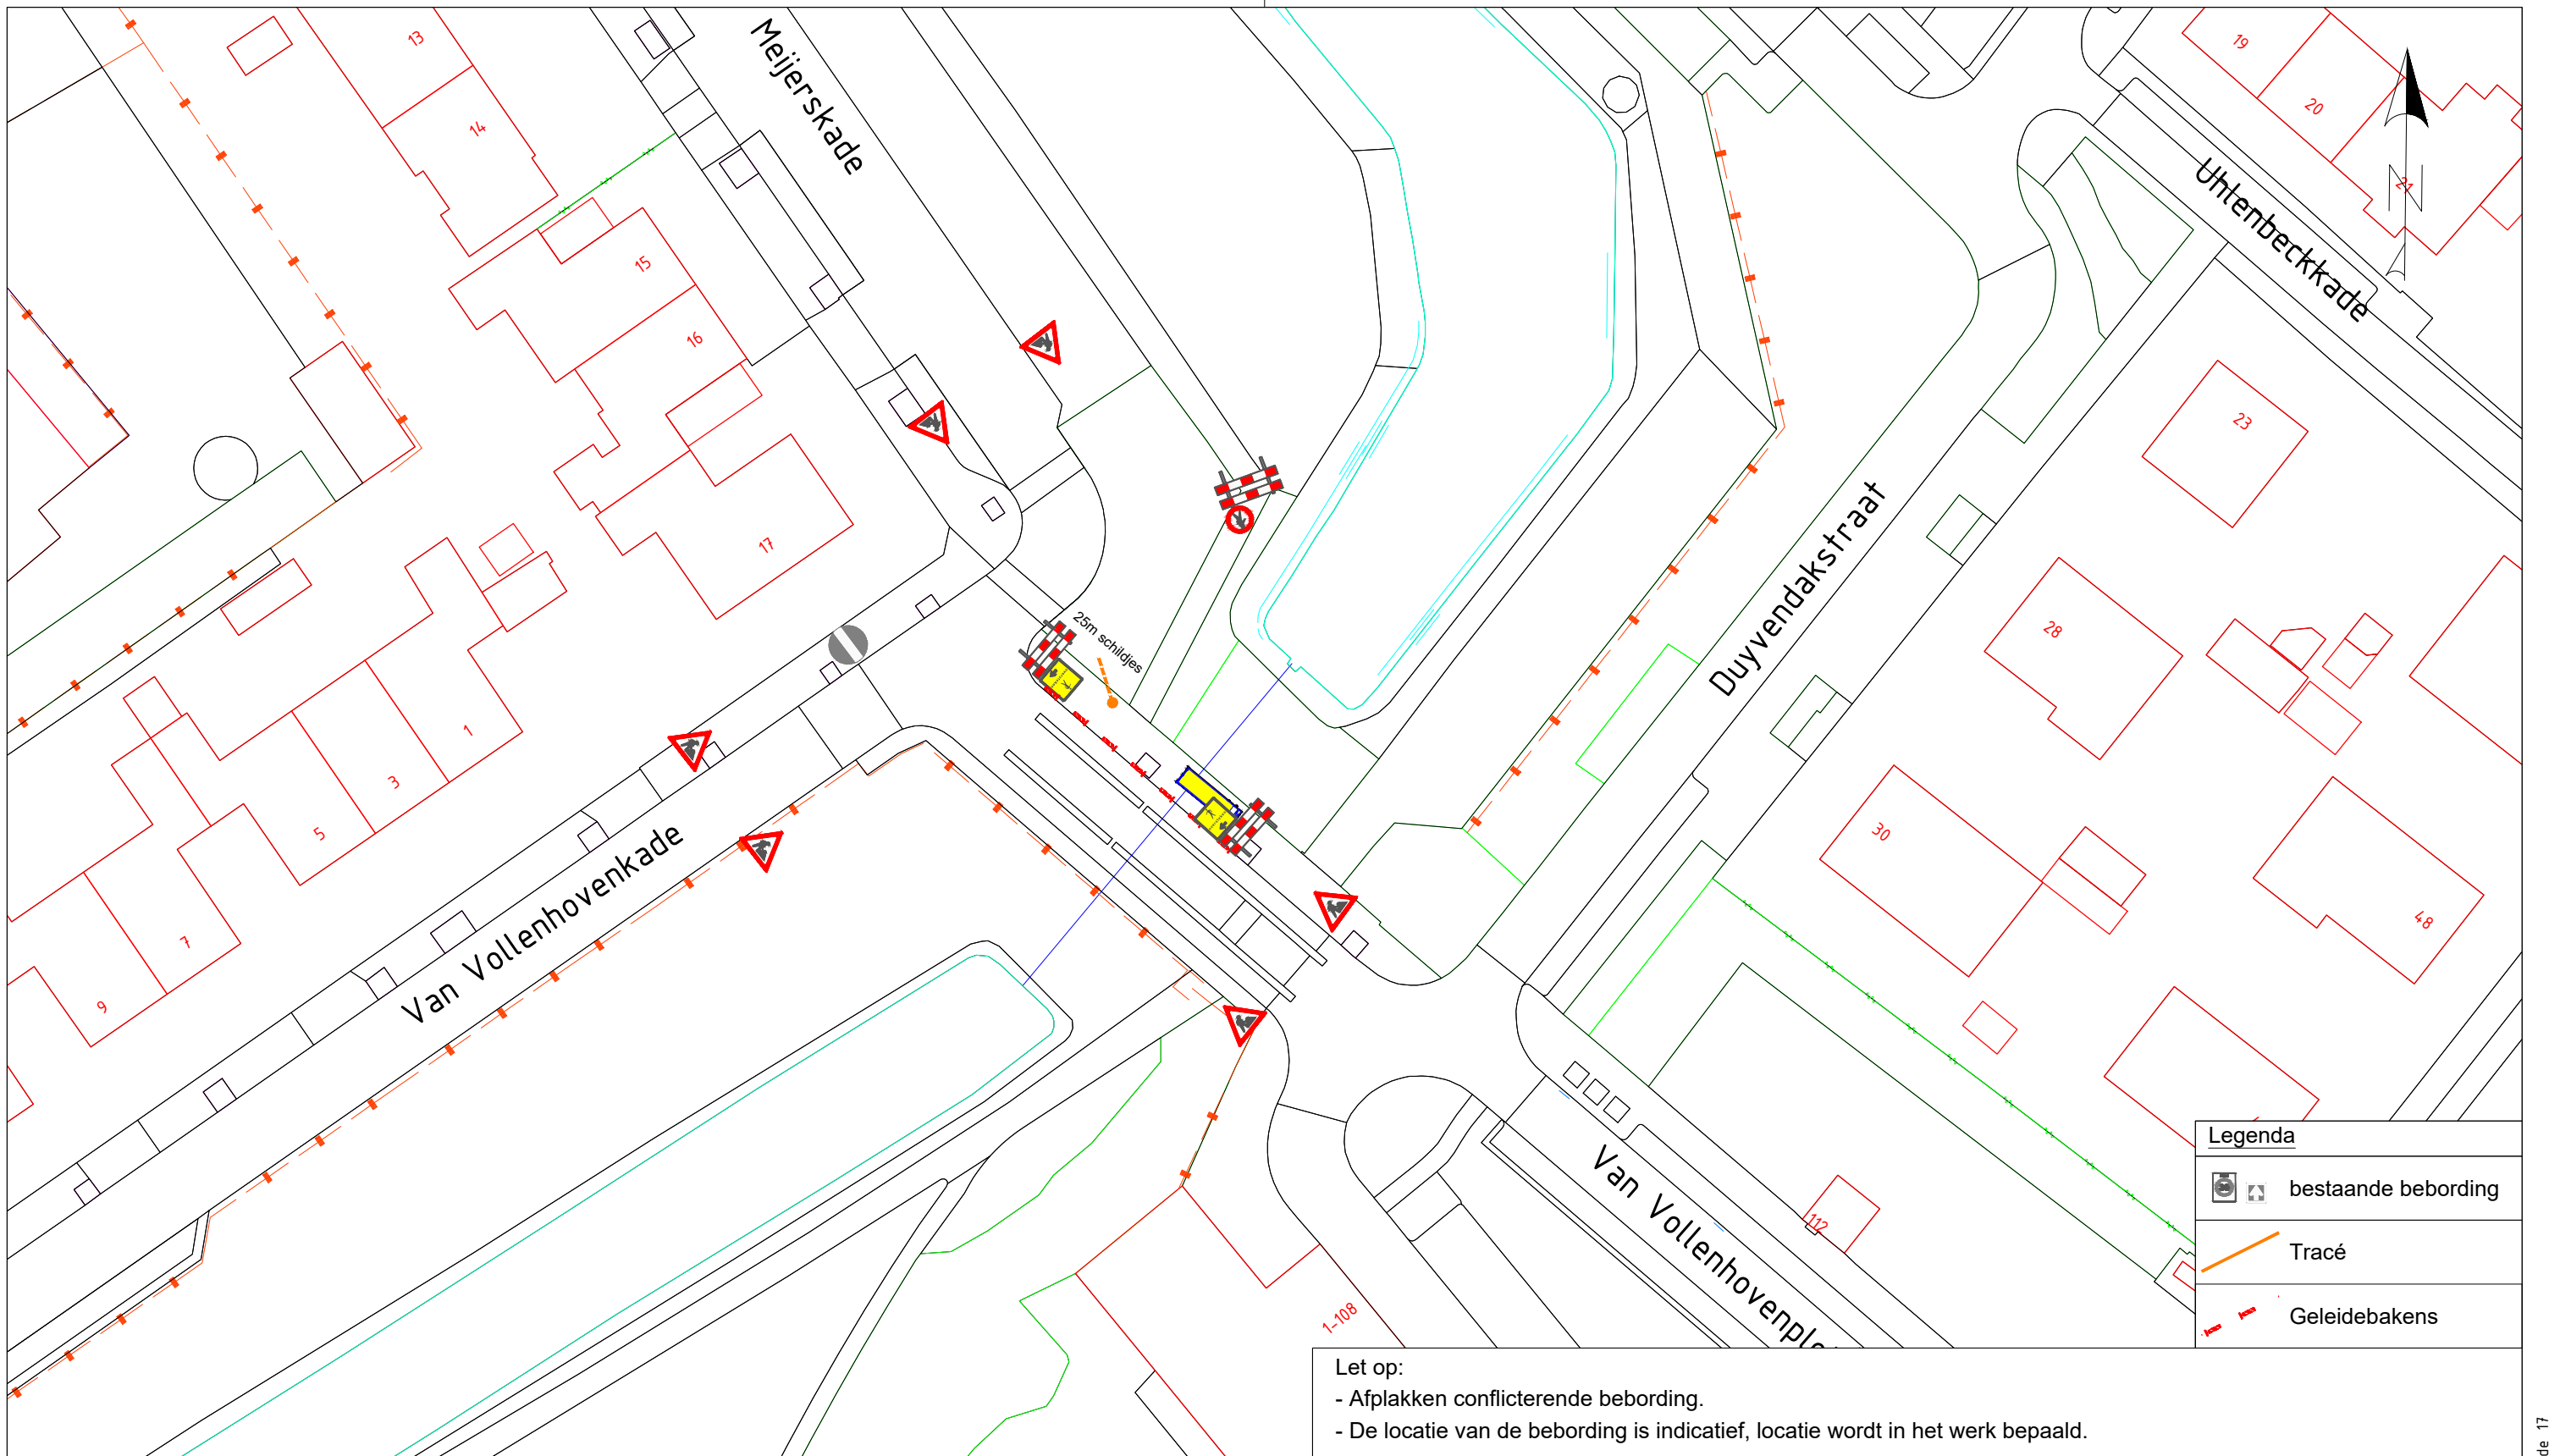 13
14
15
16
17
Meijerskade
19
20
21
N
Uhlenbeckkade
23
28
30
48
Duyvendakstraat
25m schildjes
1
3
5
7
9
Van Vollenhovenkade
112
1-108
Legenda
bestaande bebording
Tracé
Geleidebakens
Let op:
- Afplakken conflicterende bebording.
- De locatie van de bebording is indicatief, locatie wordt in het werk bepaald.
Van